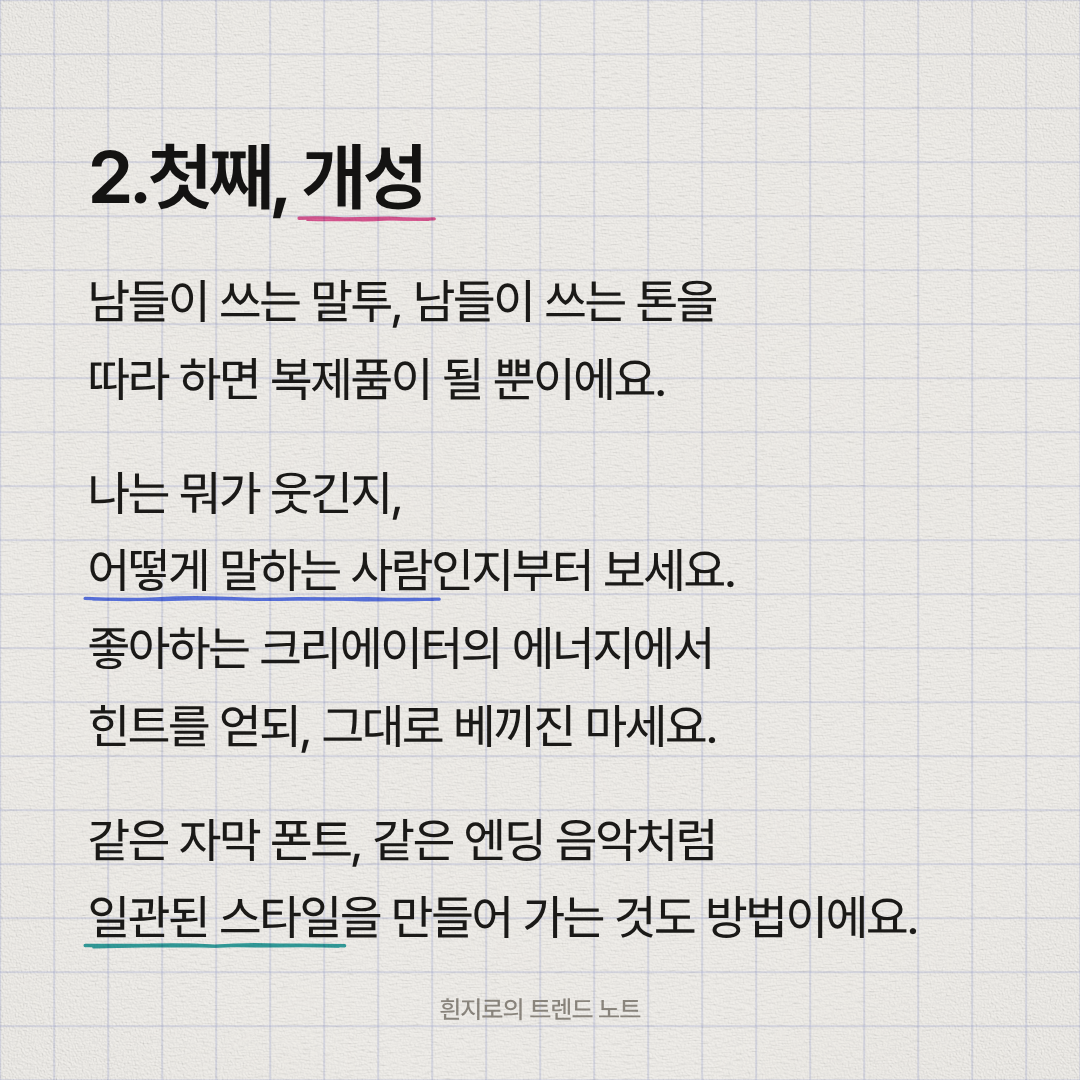 2.첫째, 개성
남들이 쓰는 말투, 남들이 쓰는 톤을
따라 하면 복제품이 될 뿐이에요.
나는 뭐가 웃긴지,
어떻게 말하는 사람인지부터 보세요.
좋아하는 크리에이터의 에너지에서
힌트를 얻되, 그대로 베끼진 마세요.
같은 자막 폰트, 같은 엔딩 음악처럼
일관된 스타일을 만들어 가는 것도 방법이에요.
흰지로의 트렌드 노트